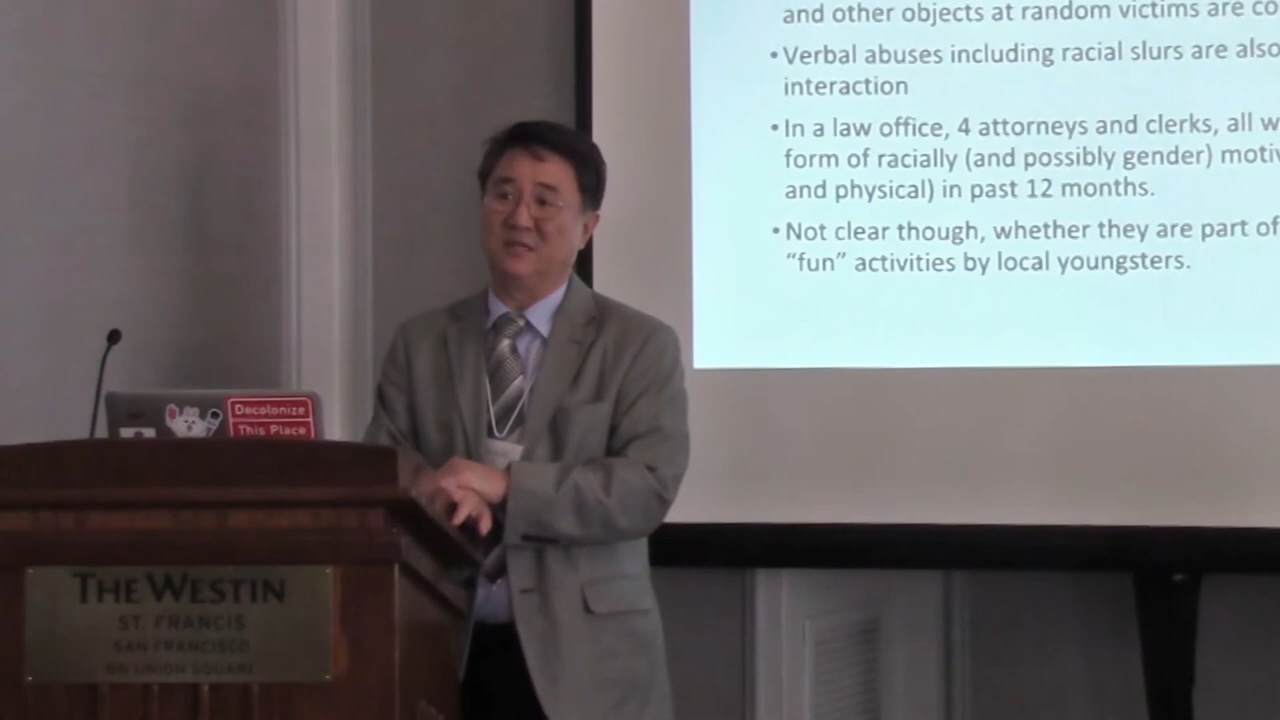 and other objects at random victims are co
• Verbal abuses including racial slurs are also
interaction
• In a law office, 4 attorneys and clerks, all w
form of racially (and possibly gender) motiv
and physical) in past 12 months.
• Not clear though, whether they are part of
“fun” activities by local youngsters.
Decolonize
This Place
THE WESTIN
ST. FRANCIS
SAN FRANCISCO
ON UNION SQUARE